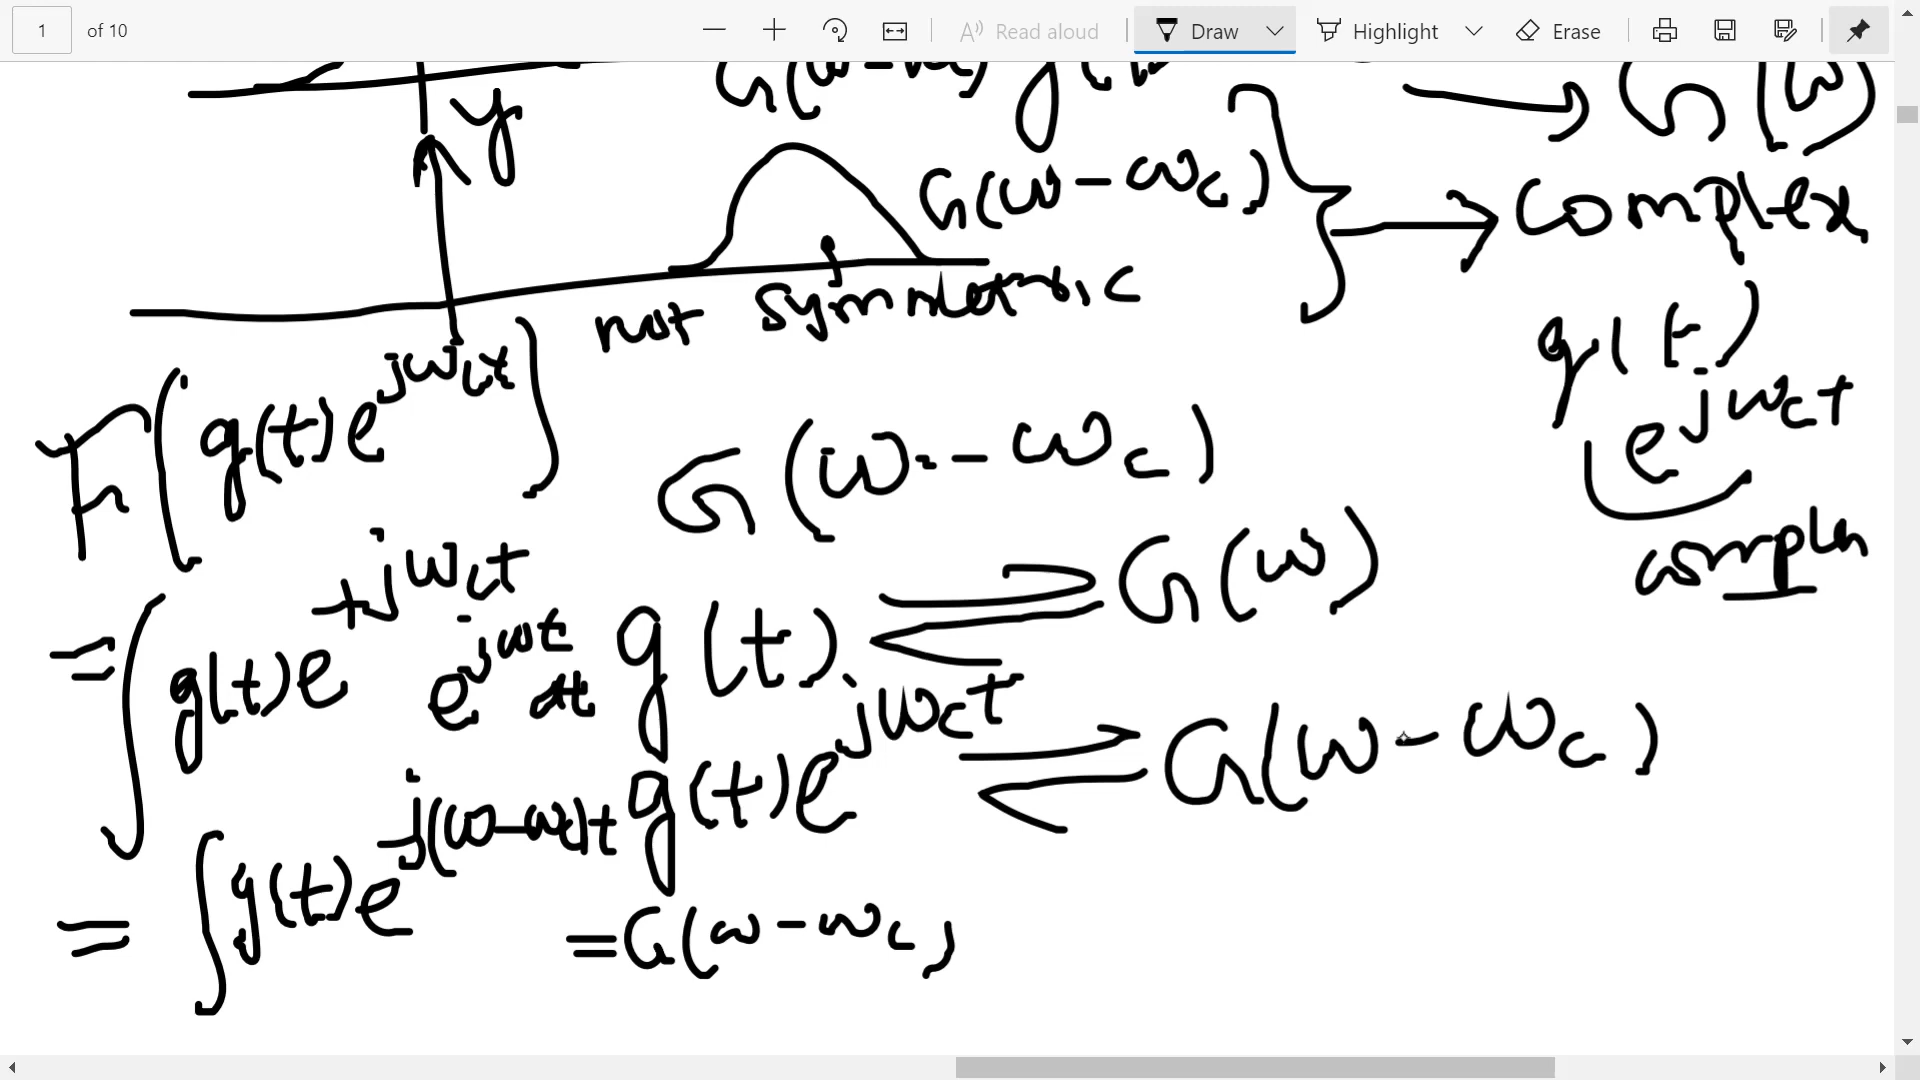 1 of 10 Read aloud Draw Highlight Erase
y
G(ω-ωc)
G(ω)
complex
not symmetric
g(t)
e^jωct
F[g(t)e^jωct]
G(ω--ωc)
= ∫g(t)e^+jωct e^-jωt dt
g(t) ⇌ G(ω)
g(t)e^jωct ⇌ G(ω-ωc)
= ∫g(t)e^-j(ω-ωc)t
=G(ω-ωc)